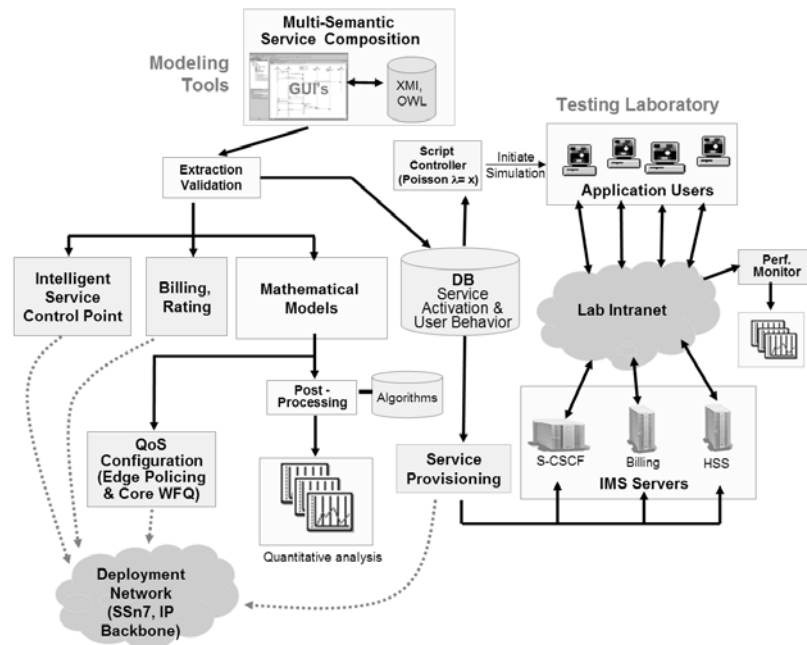 Multi-Semantic
Service Composition
Modeling
Tools
GUI's
XMI,
OWL
Testing Laboratory
Extraction
Validation
Script
Controller
(Poisson λ= x)
Initiate
Simulation
Application Users
Intelligent
Service
Control Point
Billing,
Rating
Mathematical
Models
DB
Service
Activation &
User Behavior
Lab Intranet
Perf.
Monitor
Post -
Processing
Algorithms
QoS
Configuration
(Edge Policing
& Core WFQ)
Service
Provisioning
S-CSCF
Billing
HSS
IMS Servers
Quantitative analysis
Deployment
Network
(SSn7, IP
Backbone)